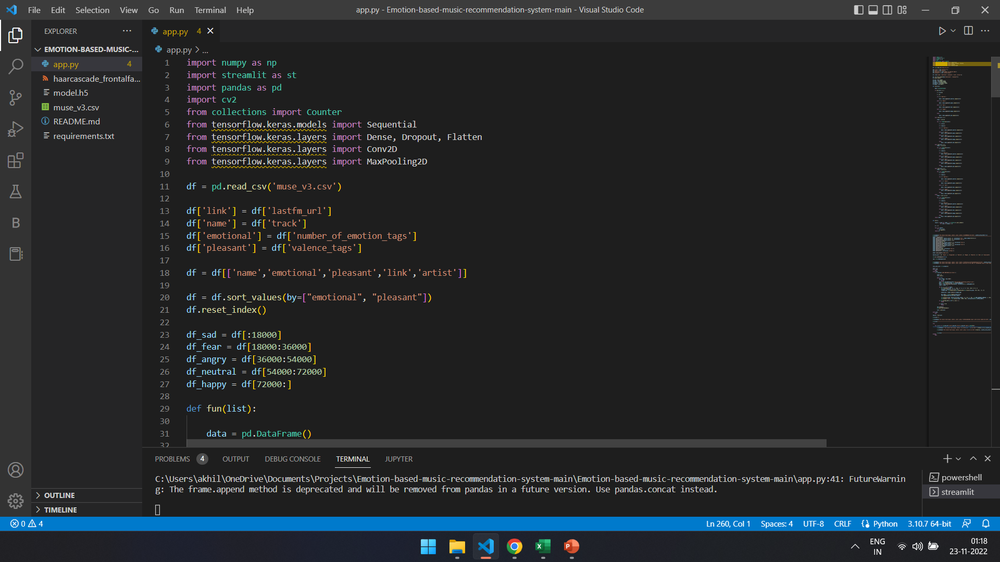 File Edit Selection View Go Run Terminal Help
app.py - Emotion-based-music-recommendation-system-main - Visual Studio Code
EXPLORER
EMOTION-BASED-MUSIC-...
app.py 4
haarcascade_frontalfa...
model.h5
muse_v3.csv
README.md
requirements.txt
OUTLINE
TIMELINE
app.py 4
app.py > ...
1 import numpy as np
2 import streamlit as st
3 import pandas as pd
4 import cv2
5 from collections import Counter
6 from tensorflow.keras.models import Sequential
7 from tensorflow.keras.layers import Dense, Dropout, Flatten
8 from tensorflow.keras.layers import Conv2D
9 from tensorflow.keras.layers import MaxPooling2D
10
11 df = pd.read_csv('muse_v3.csv')
12
13 df['link'] = df['lastfm_url']
14 df['name'] = df['track']
15 df['emotional'] = df['number_of_emotion_tags']
16 df['pleasant'] = df['valence_tags']
17
18 df = df[['name','emotional','pleasant','link','artist']]
19
20 df = df.sort_values(by=["emotional", "pleasant"])
21 df.reset_index()
22
23 df_sad = df[:18000]
24 df_fear = df[18000:36000]
25 df_angry = df[36000:54000]
26 df_neutral = df[54000:72000]
27 df_happy = df[72000:]
28
29 def fun(list):
30
31     data = pd.DataFrame()
32
PROBLEMS 4 OUTPUT DEBUG CONSOLE TERMINAL JUPYTER
C:\Users\akhil\OneDrive\Documents\Projects\Emotion-based-music-recommendation-system-main\Emotion-based-music-recommendation-system-main\app.py:41: FutureWarnin
g: The frame.append method is deprecated and will be removed from pandas in a future version. Use pandas.concat instead.
powershell
streamlit
0 4
Ln 260, Col 1 Spaces: 4 UTF-8 CRLF Python 3.10.7 64-bit
ENG
IN
01:18
23-11-2022